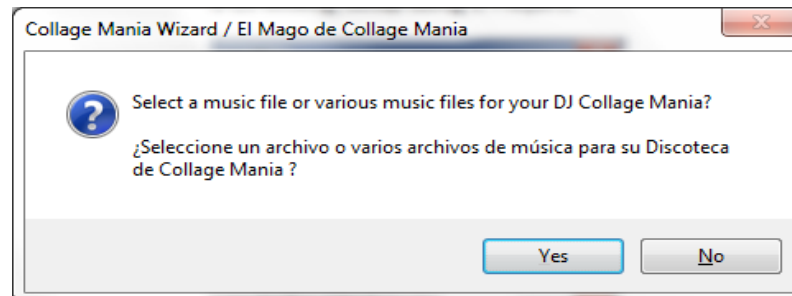 Collage Mania Wizard / El Mago de Collage Mania
Select a music file or various music files for your DJ Collage Mania?
¿Seleccione un archivo o varios archivos de música para su Discoteca
de Collage Mania ?
Yes
No